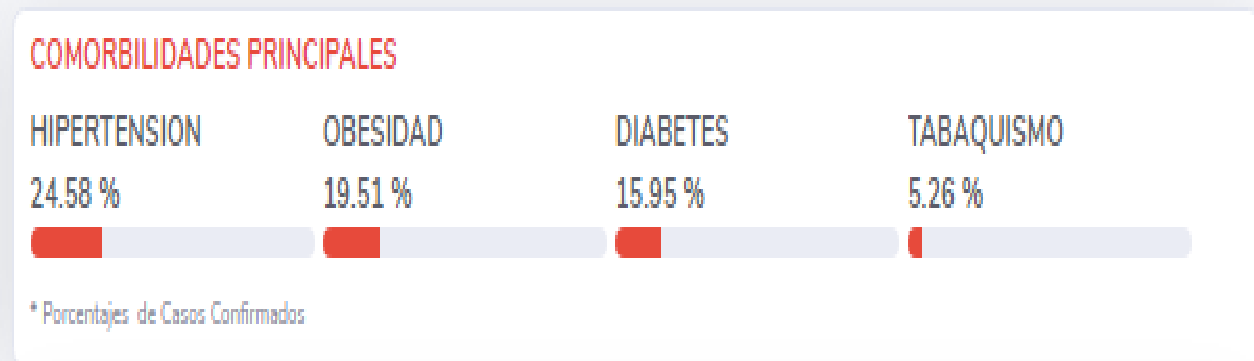 COMORBILIDADES PRINCIPALES
HIPERTENSION OBESIDAD DIABETES TABAQUISMO
24.58 % 19.51 % 15.95 % 5.26 %
* Porcentajes de Casos Confirmados